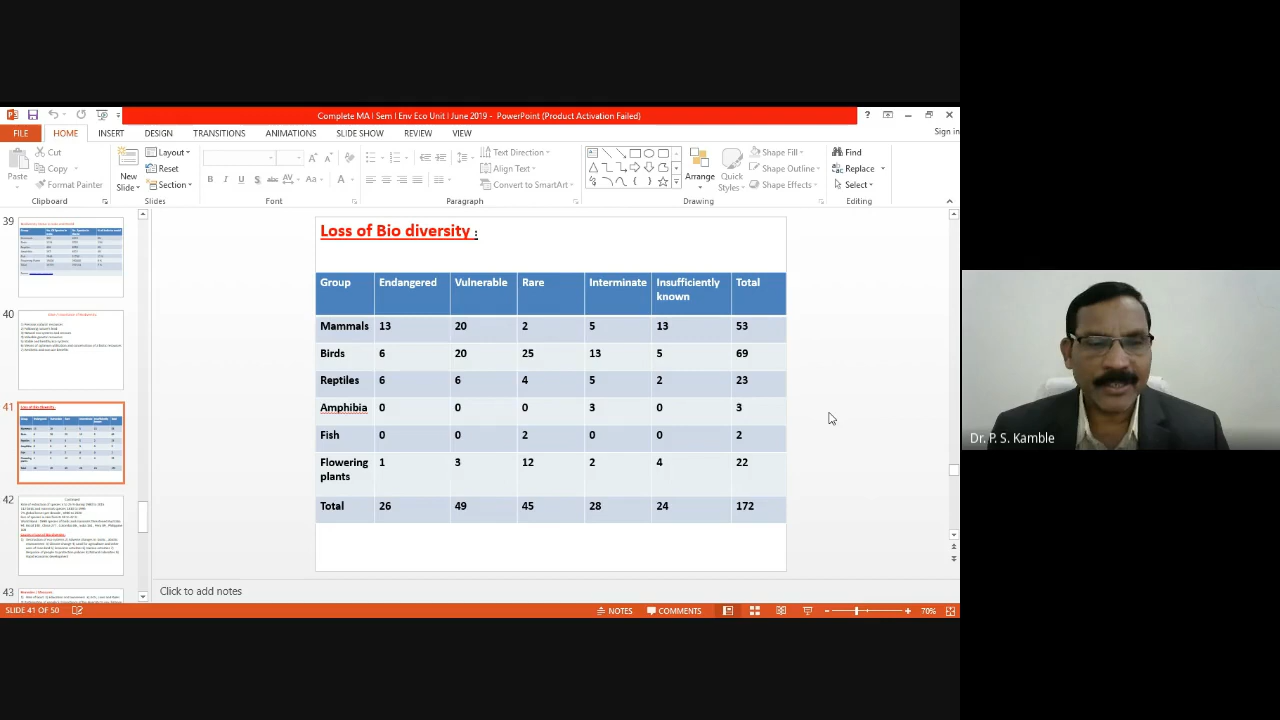 Complete MA I Sem I Env Eco Unit I June 2019 - PowerPoint (Product Activation Failed)
FILE HOME INSERT DESIGN TRANSITIONS ANIMATIONS SLIDE SHOW REVIEW VIEW Sign in
Paste
Cut
Copy
Format Painter
Clipboard
New Slide
Layout
Reset
Section
Slides
Font
Paragraph
Text Direction
Align Text
Convert to SmartArt
Arrange
Quick Styles
Shape Fill
Shape Outline
Shape Effects
Drawing
Find
Replace
Select
Editing
39
40
41
42
43
Loss of Bio diversity :
Group Endangered Vulnerable Rare Interminate Insufficiently known Total
Mammals 13 20 2 5 13 53
Birds 6 20 25 13 5 69
Reptiles 6 6 4 5 2 23
Amphibia 0 0 0 3 0 3
Fish 0 0 2 0 0 2
Flowering plants 1 3 12 2 4 22
Total 26 49 45 28 24 172
Click to add notes
SLIDE 41 OF 50 NOTES COMMENTS 70%
Dr. P. S. Kamble